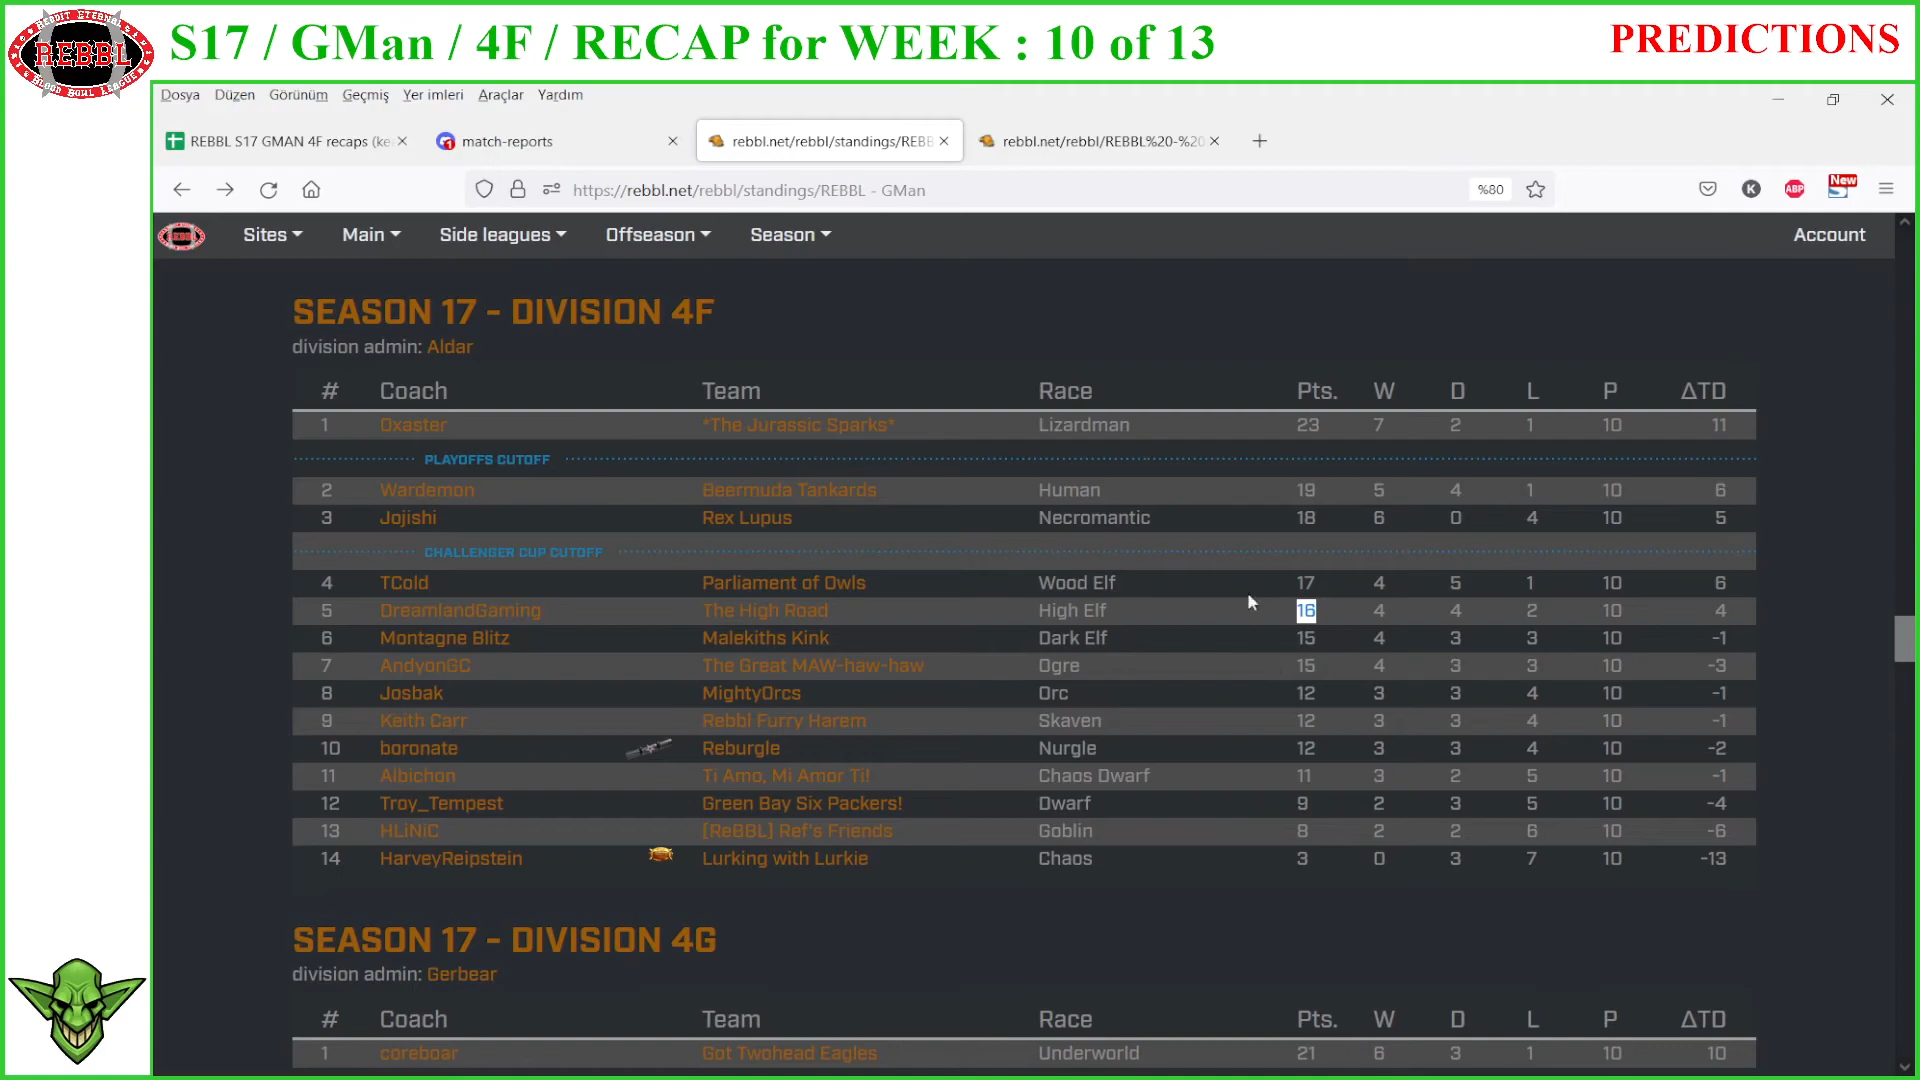 REDDIT ETERNAL
REBBL
BLOOD BOWL LEAGUE
S17 / GMan / 4F / RECAP for WEEK : 10 of 13
PREDICTIONS
Dosya Düzen Görünüm Geçmiş Yer imleri Araçlar Yardım
REBBL S17 GMAN 4F recaps (ke
match-reports
rebbl.net/rebbl/standings/REBB
rebbl.net/rebbl/REBBL%20-%20
https://rebbl.net/rebbl/standings/REBBL - GMan
%80
K
ABP
New
REBBL
Sites Main Side leagues Offseason Season Account
SEASON 17 - DIVISION 4F
division admin: Aldar
# Coach Team Race Pts. W D L P ΔTD
1 Oxaster *The Jurassic Sparks* Lizardman 23 7 2 1 10 11
PLAYOFFS CUTOFF
2 Wardemon Beermuda Tankards Human 19 5 4 1 10 6
3 Jojishi Rex Lupus Necromantic 18 6 0 4 10 5
CHALLENGER CUP CUTOFF
4 TCold Parliament of Owls Wood Elf 17 4 5 1 10 6
5 DreamlandGaming The High Road High Elf 16 4 4 2 10 4
6 Montagne Blitz Malekiths Kink Dark Elf 15 4 3 3 10 -1
7 AndyonGC The Great MAW-haw-haw Ogre 15 4 3 3 10 -3
8 Josbak MightyOrcs Orc 12 3 3 4 10 -1
9 Keith Carr Rebbl Furry Harem Skaven 12 3 3 4 10 -1
10 boronate Reburgle Nurgle 12 3 3 4 10 -2
11 Albichon Ti Amo, Mi Amor Ti! Chaos Dwarf 11 3 2 5 10 -1
12 Troy_Tempest Green Bay Six Packers! Dwarf 9 2 3 5 10 -4
13 HLiNiC [ReBBL] Ref's Friends Goblin 8 2 2 6 10 -6
14 HarveyReipstein Lurking with Lurkie Chaos 3 0 3 7 10 -13
SEASON 17 - DIVISION 4G
division admin: Gerbear
# Coach Team Race Pts. W D L P ΔTD
1 coreboar Got Twohead Eagles Underworld 21 6 3 1 10 10